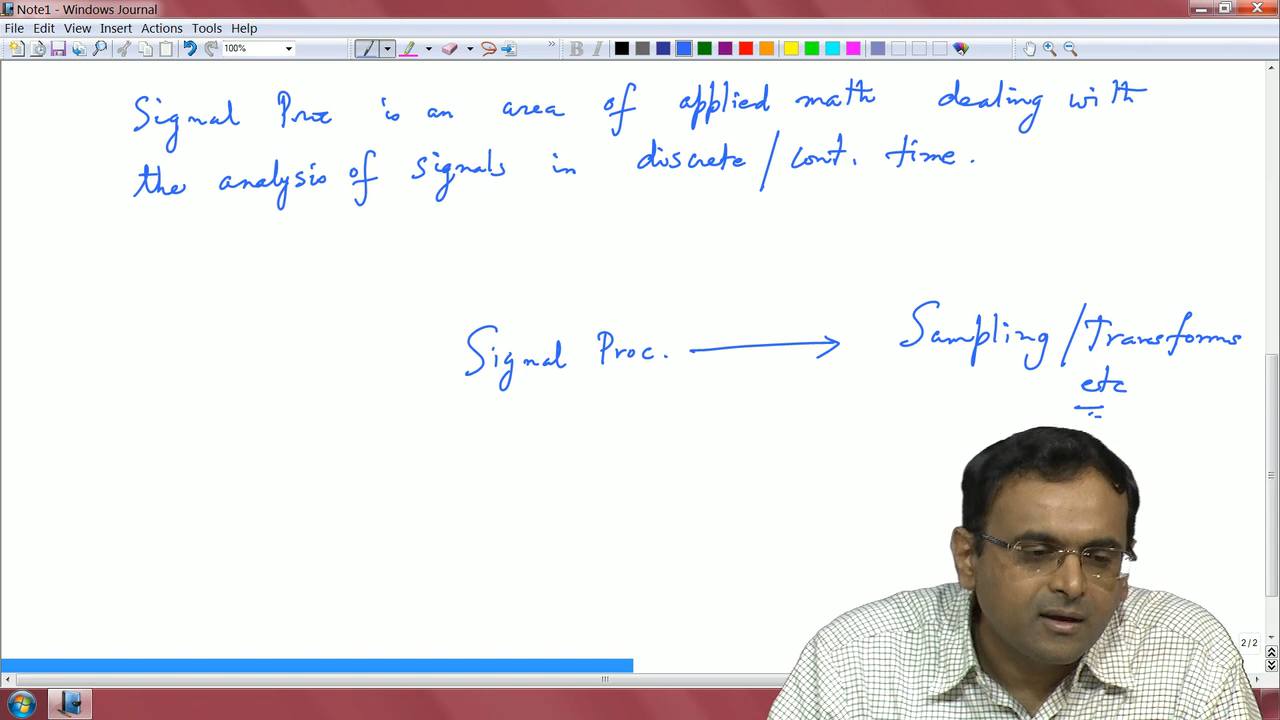 Note1 - Windows Journal
File Edit View Insert Actions Tools Help
100%
Signal Proc is an area of applied math dealing with
the analysis of signals in discrete / cont. time.
Signal Proc. → Sampling / Transforms
etc
2 / 2